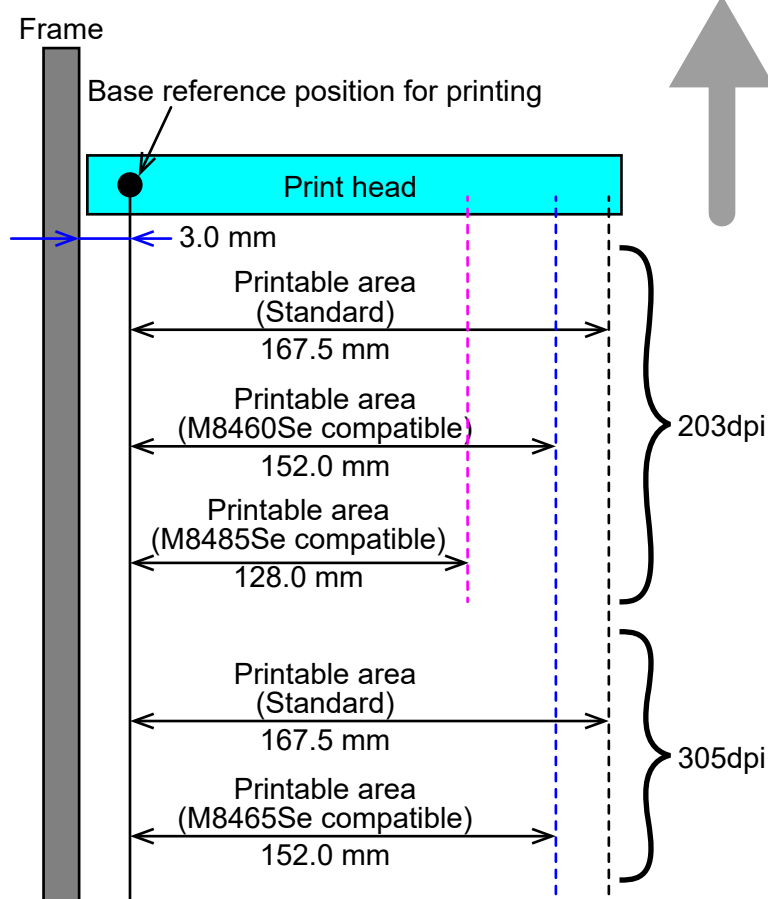 Frame
Base reference position for printing
Print head
3.0 mm
Printable area
(Standard)
167.5 mm
Printable area
(M8460Se compatible)
152.0 mm
203dpi
Printable area
(M8485Se compatible)
128.0 mm
Printable area
(Standard)
167.5 mm
305dpi
Printable area
(M8465Se compatible)
152.0 mm